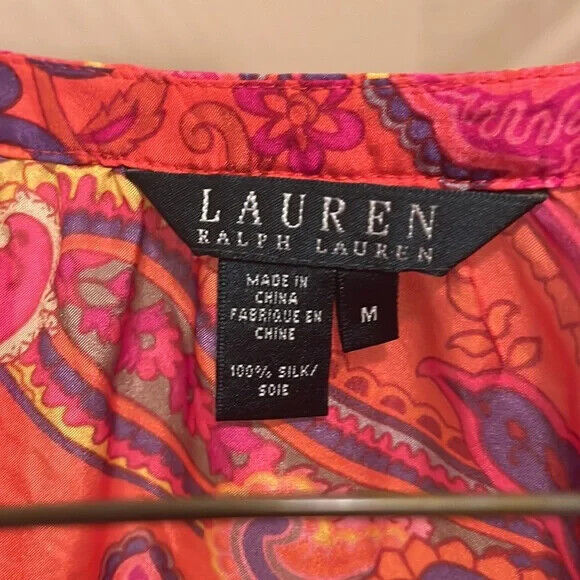 LAUREN
RALPH LAUREN
MADE IN
CHINA
FABRIQUE EN
CHINE
100% SILK/
SOIE
M